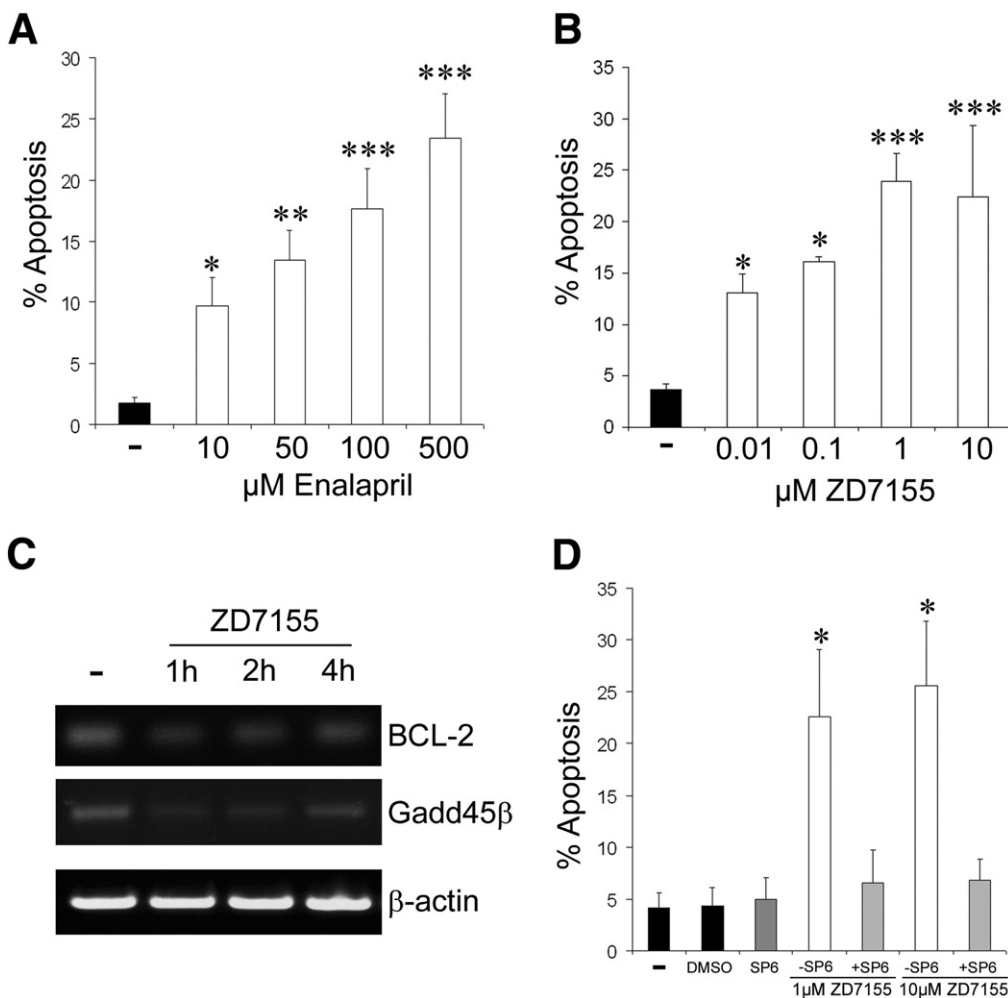 A
% Apoptosis
30
25
20
15
10
5
0
*
**
***
***
- 10 50 100 500
µM Enalapril
B
% Apoptosis
35
30
25
20
15
10
5
0
*
*
***
***
- 0.01 0.1 1 10
µM ZD7155
C
ZD7155
- 1h 2h 4h
BCL-2
Gadd45β
β-actin
D
% Apoptosis
35
30
25
20
15
10
5
0
*
*
- DMSO SP6 -SP6 +SP6 -SP6 +SP6
1µM ZD7155 10µM ZD7155